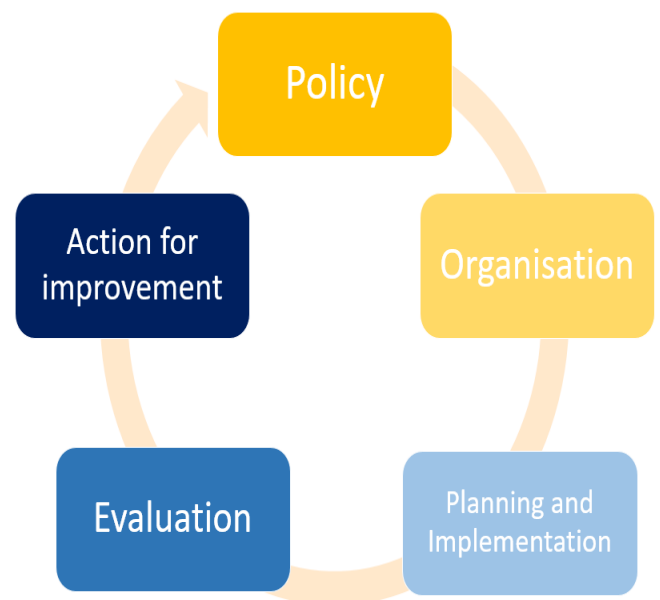 Policy
Organisation
Planning and
Implementation
Evaluation
Action for
improvement